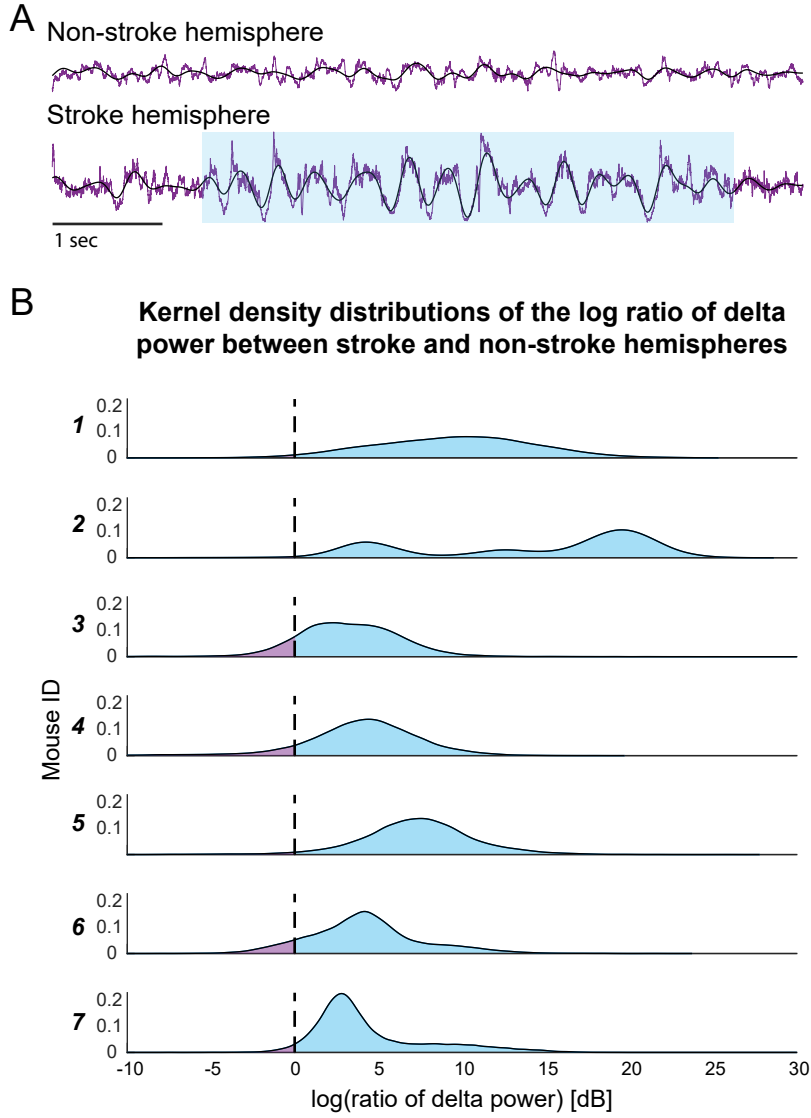 A
Non-stroke hemisphere
Stroke hemisphere
1 sec
B
Kernel density distributions of the log ratio of delta
power between stroke and non-stroke hemispheres
Mouse ID
1
0.2
0.1
0
2
0.2
0.1
0
3
0.2
0.1
0
4
0.2
0.1
0
5
0.2
0.1
6
0.2
0.1
0
7
0.2
0.1
0
-10 -5 0 5 10 15 20 25 30
log(ratio of delta power) [dB]